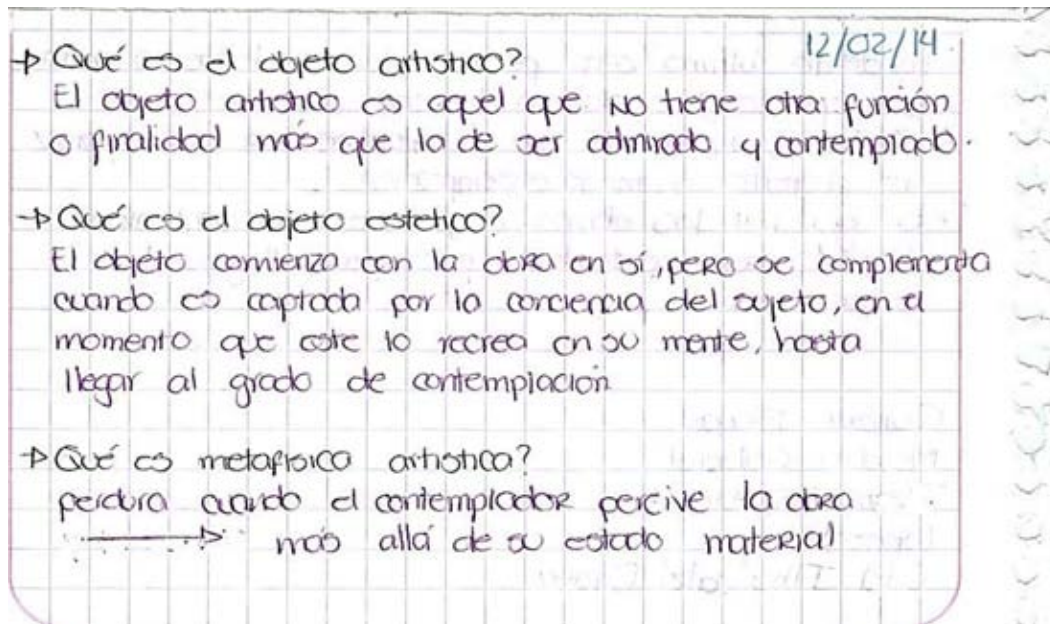 12/02/14
→ Qué es el objeto artistico?
El objeto artistico es aquel que NO tiene otra función
o finalidad más que la de ser admirado y contemplado.
→ Qué es el objeto estetico?
El objeto comienza con la obra en sí, pero se complementa
cuando es captada por la conciencia del sujeto, en el
momento que este lo recrea en su mente, hasta
llegar al grado de contemplación
→ Qué es metafisica artistica?
perdura cuando el contemplador percive la obra
→ más allá de su estado material